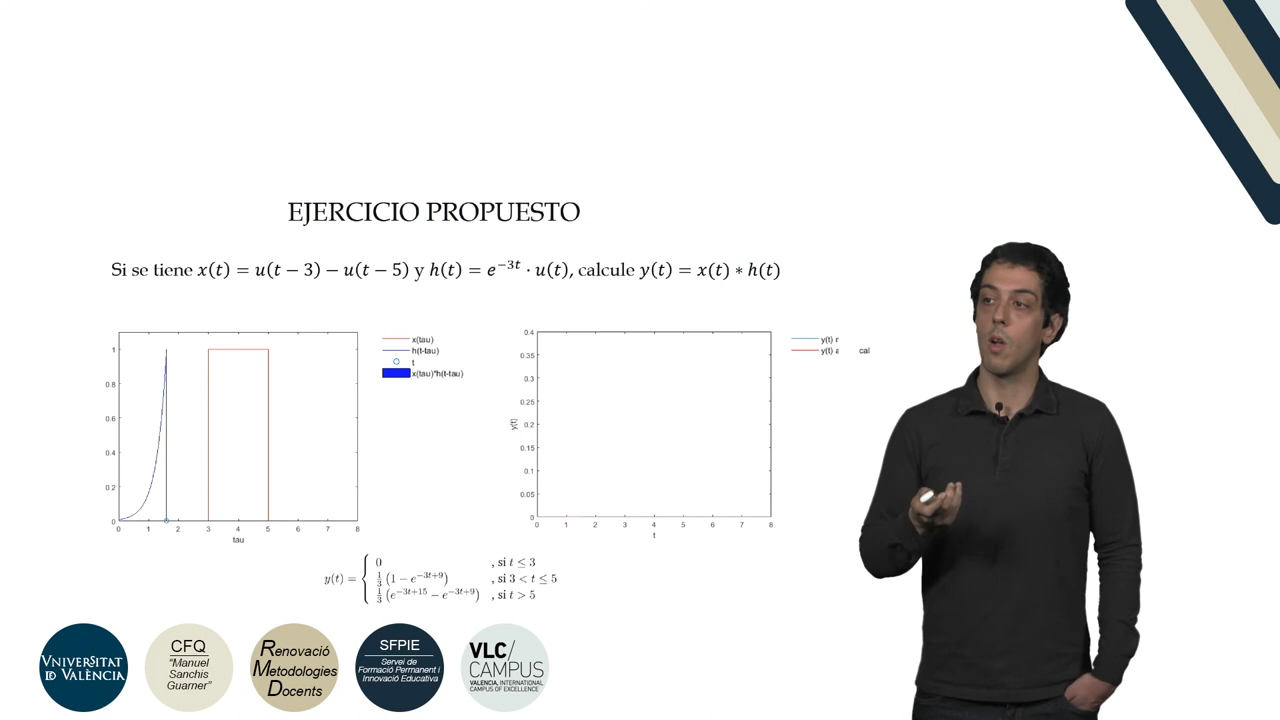 EJERCICIO PROPUESTO
Si se tiene x(t) = u(t − 3) − u(t − 5) y h(t) = e^{−3t} · u(t), calcule y(t) = x(t) ∗ h(t)
1
0.8
0.6
0.4
0.2
0
0 1 2 3 4 5 6 7 8
tau
x(tau)
h(t-tau)
t
x(tau)*h(t-tau)
0.4
0.35
0.3
0.25
0.2
0.15
0.1
0.05
0
y(t)
0 1 2 3 4 5 6 7 8
t
y(t)
y(t) cal
y(t) = { 0 , si t ≤ 3
1/3 (1 − e^{−3t+9}) , si 3 < t ≤ 5
1/3 (e^{−3t+15} − e^{−3t+9}) , si t > 5
VNIVERSITAT
ID VALÈNCIA
CFQ
"Manuel
Sanchis
Guarner"
Renovació
Metodologies
Docents
SFPIE
Servei de
Formació Permanent i
Innovació Educativa
VLC/
CAMPUS
VALENCIA, INTERNATIONAL
CAMPUS OF EXCELLENCE